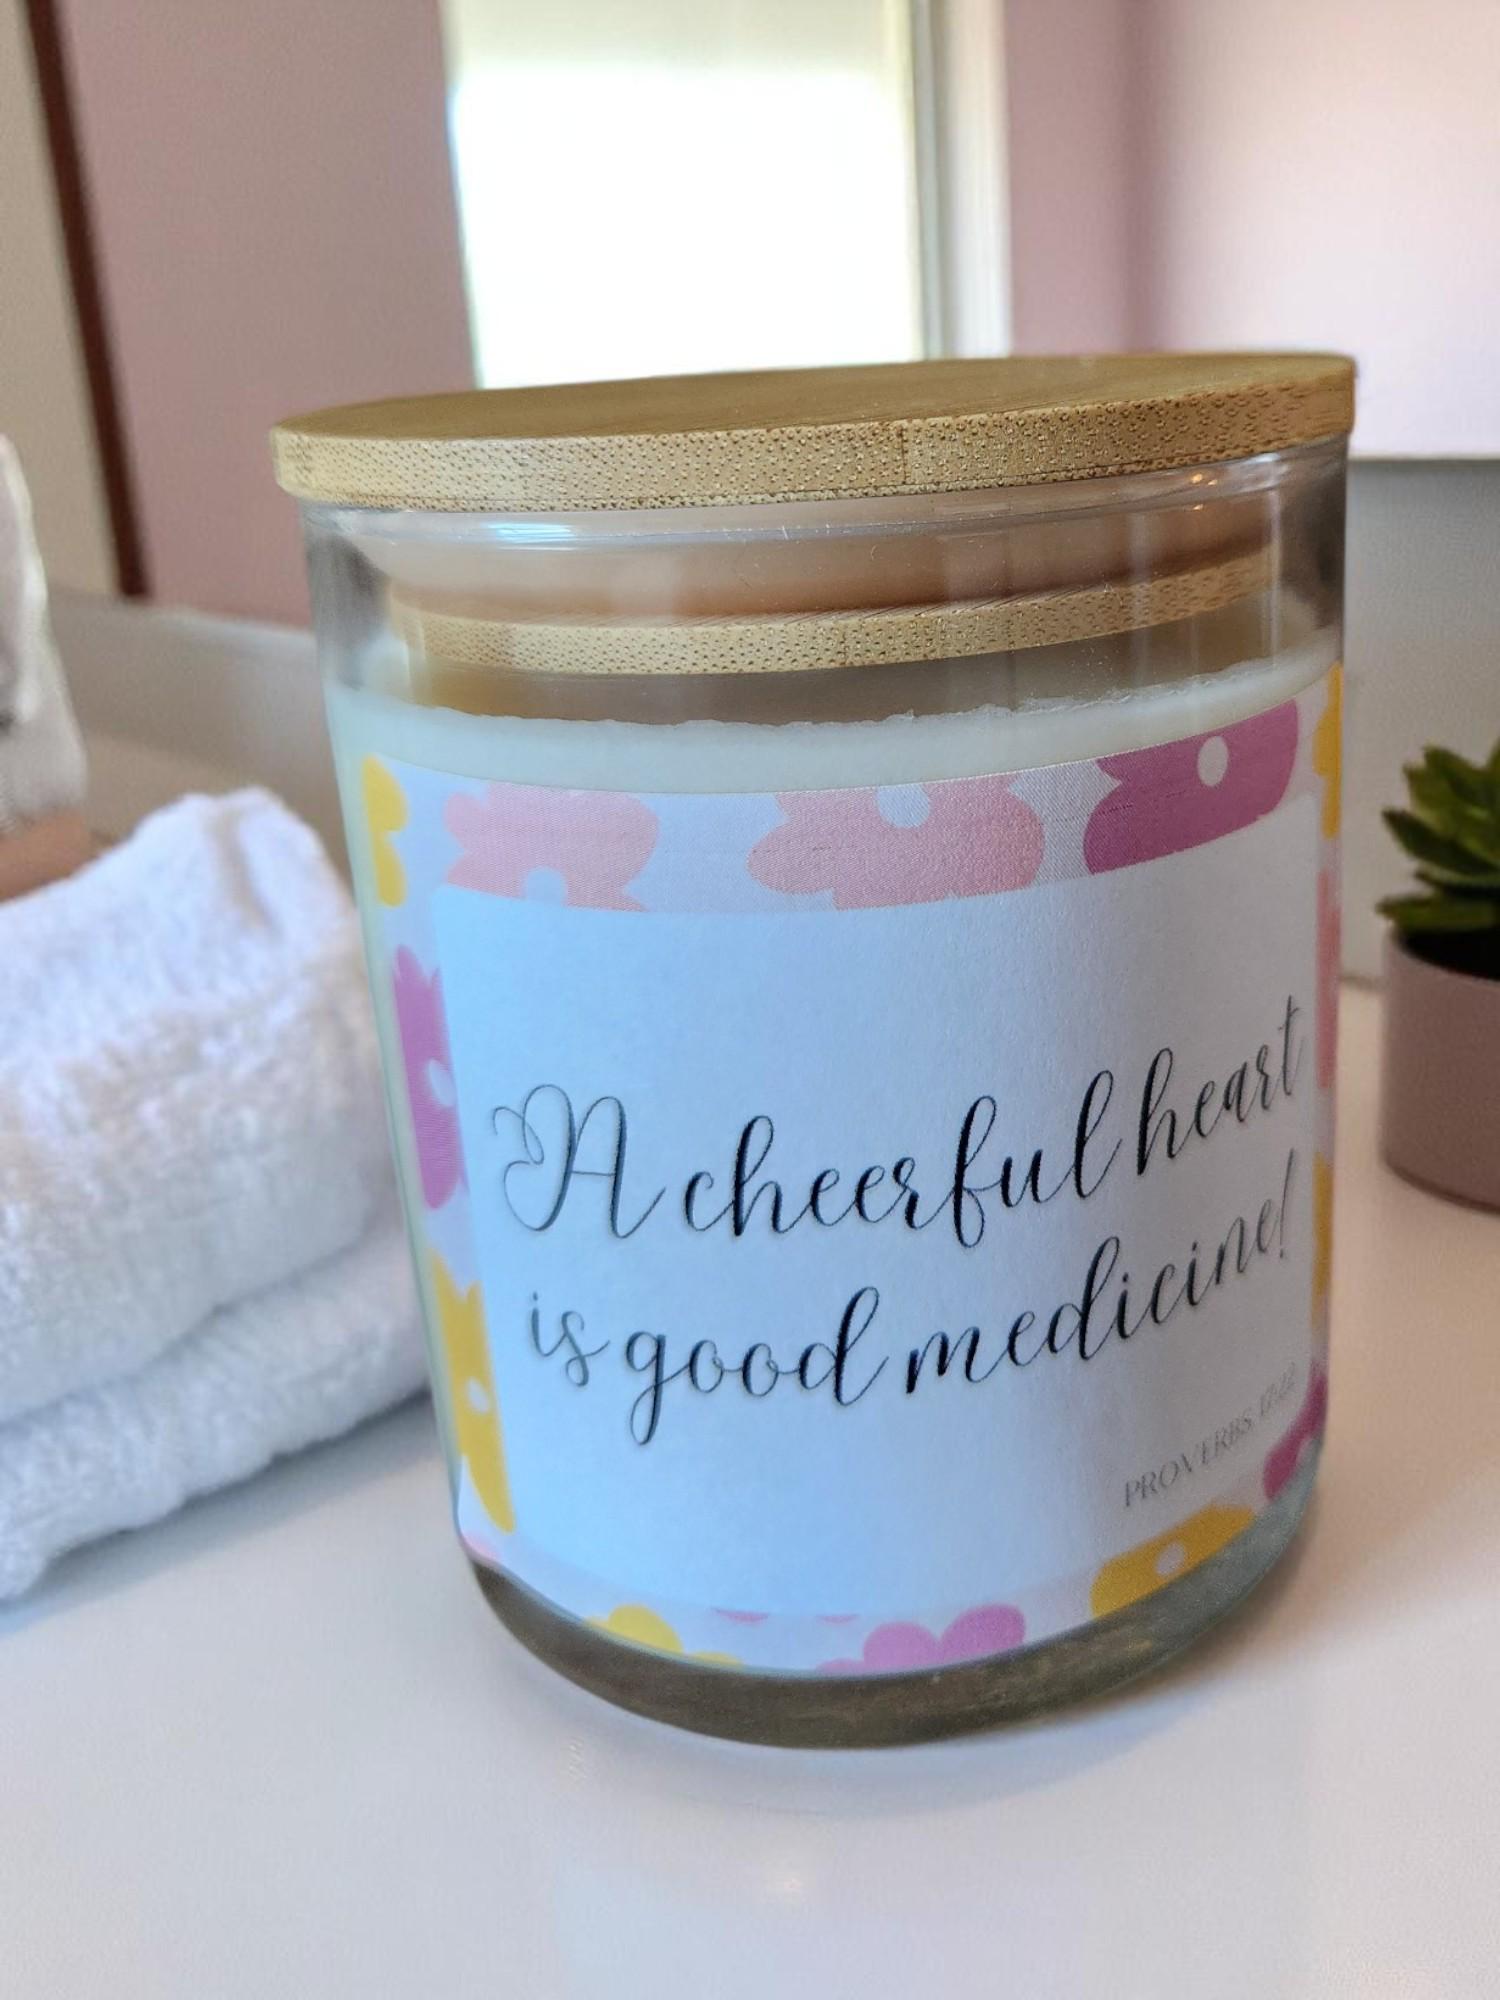 A cheerful heart
is good medicine!
PROVERBS 17:22